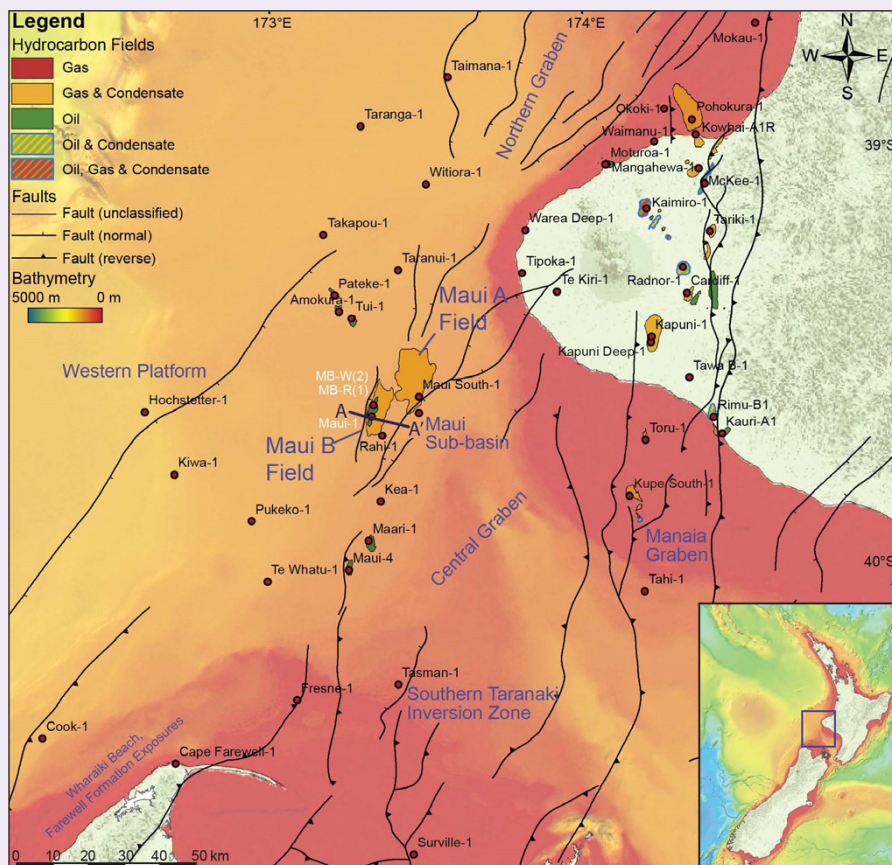 Legend
Hydrocarbon Fields
Gas
Gas & Condensate
Oil
Oil & Condensate
Oil, Gas & Condensate
Faults
Fault (unclassified)
Fault (normal)
Fault (reverse)
Bathymetry
5000 m 0 m
173°E
174°E
N
W E
S
39°S
40°S
Mokau-1
Taimana-1
Northern Graben
Taranga-1
Okoki-1
Pohokura-1
Waimanu-1
Kowhai-A1R
Moturoa-1
Mangahewa-1
McKee-1
Witiora-1
Kaimiro-1
Takapou-1
Warea Deep-1
Tariki-1
Taranui-1
Tipoka-1
Te Kiri-1
Radnor-1
Cardiff-1
Pateke-1
Amokura-1
Tui-1
Maui A
Field
Kapuni-1
Kapuni Deep-1
Western Platform
MB-W(2)
MB-R(1)
Maui South-1
Tawa B-1
Hochstetter-1
A
Maui-1
A'
Maui
Sub-basin
Rimu-B1
Kauri-A1
Toru-1
Maui B
Field
Rahi-1
Kiwa-1
Kupe South-1
Kea-1
Pukeko-1
Central Graben
Manaia
Graben
Maari-1
Te Whatu-1
Maui-4
Tahi-1
Tasman-1
Fresne-1
Southern Taranaki
Inversion Zone
Cook-1
Wharaiki Beach,
Farewell Formation Exposures
Cape Farewell-1
Surville-1
0 10 20 30 40 50 km